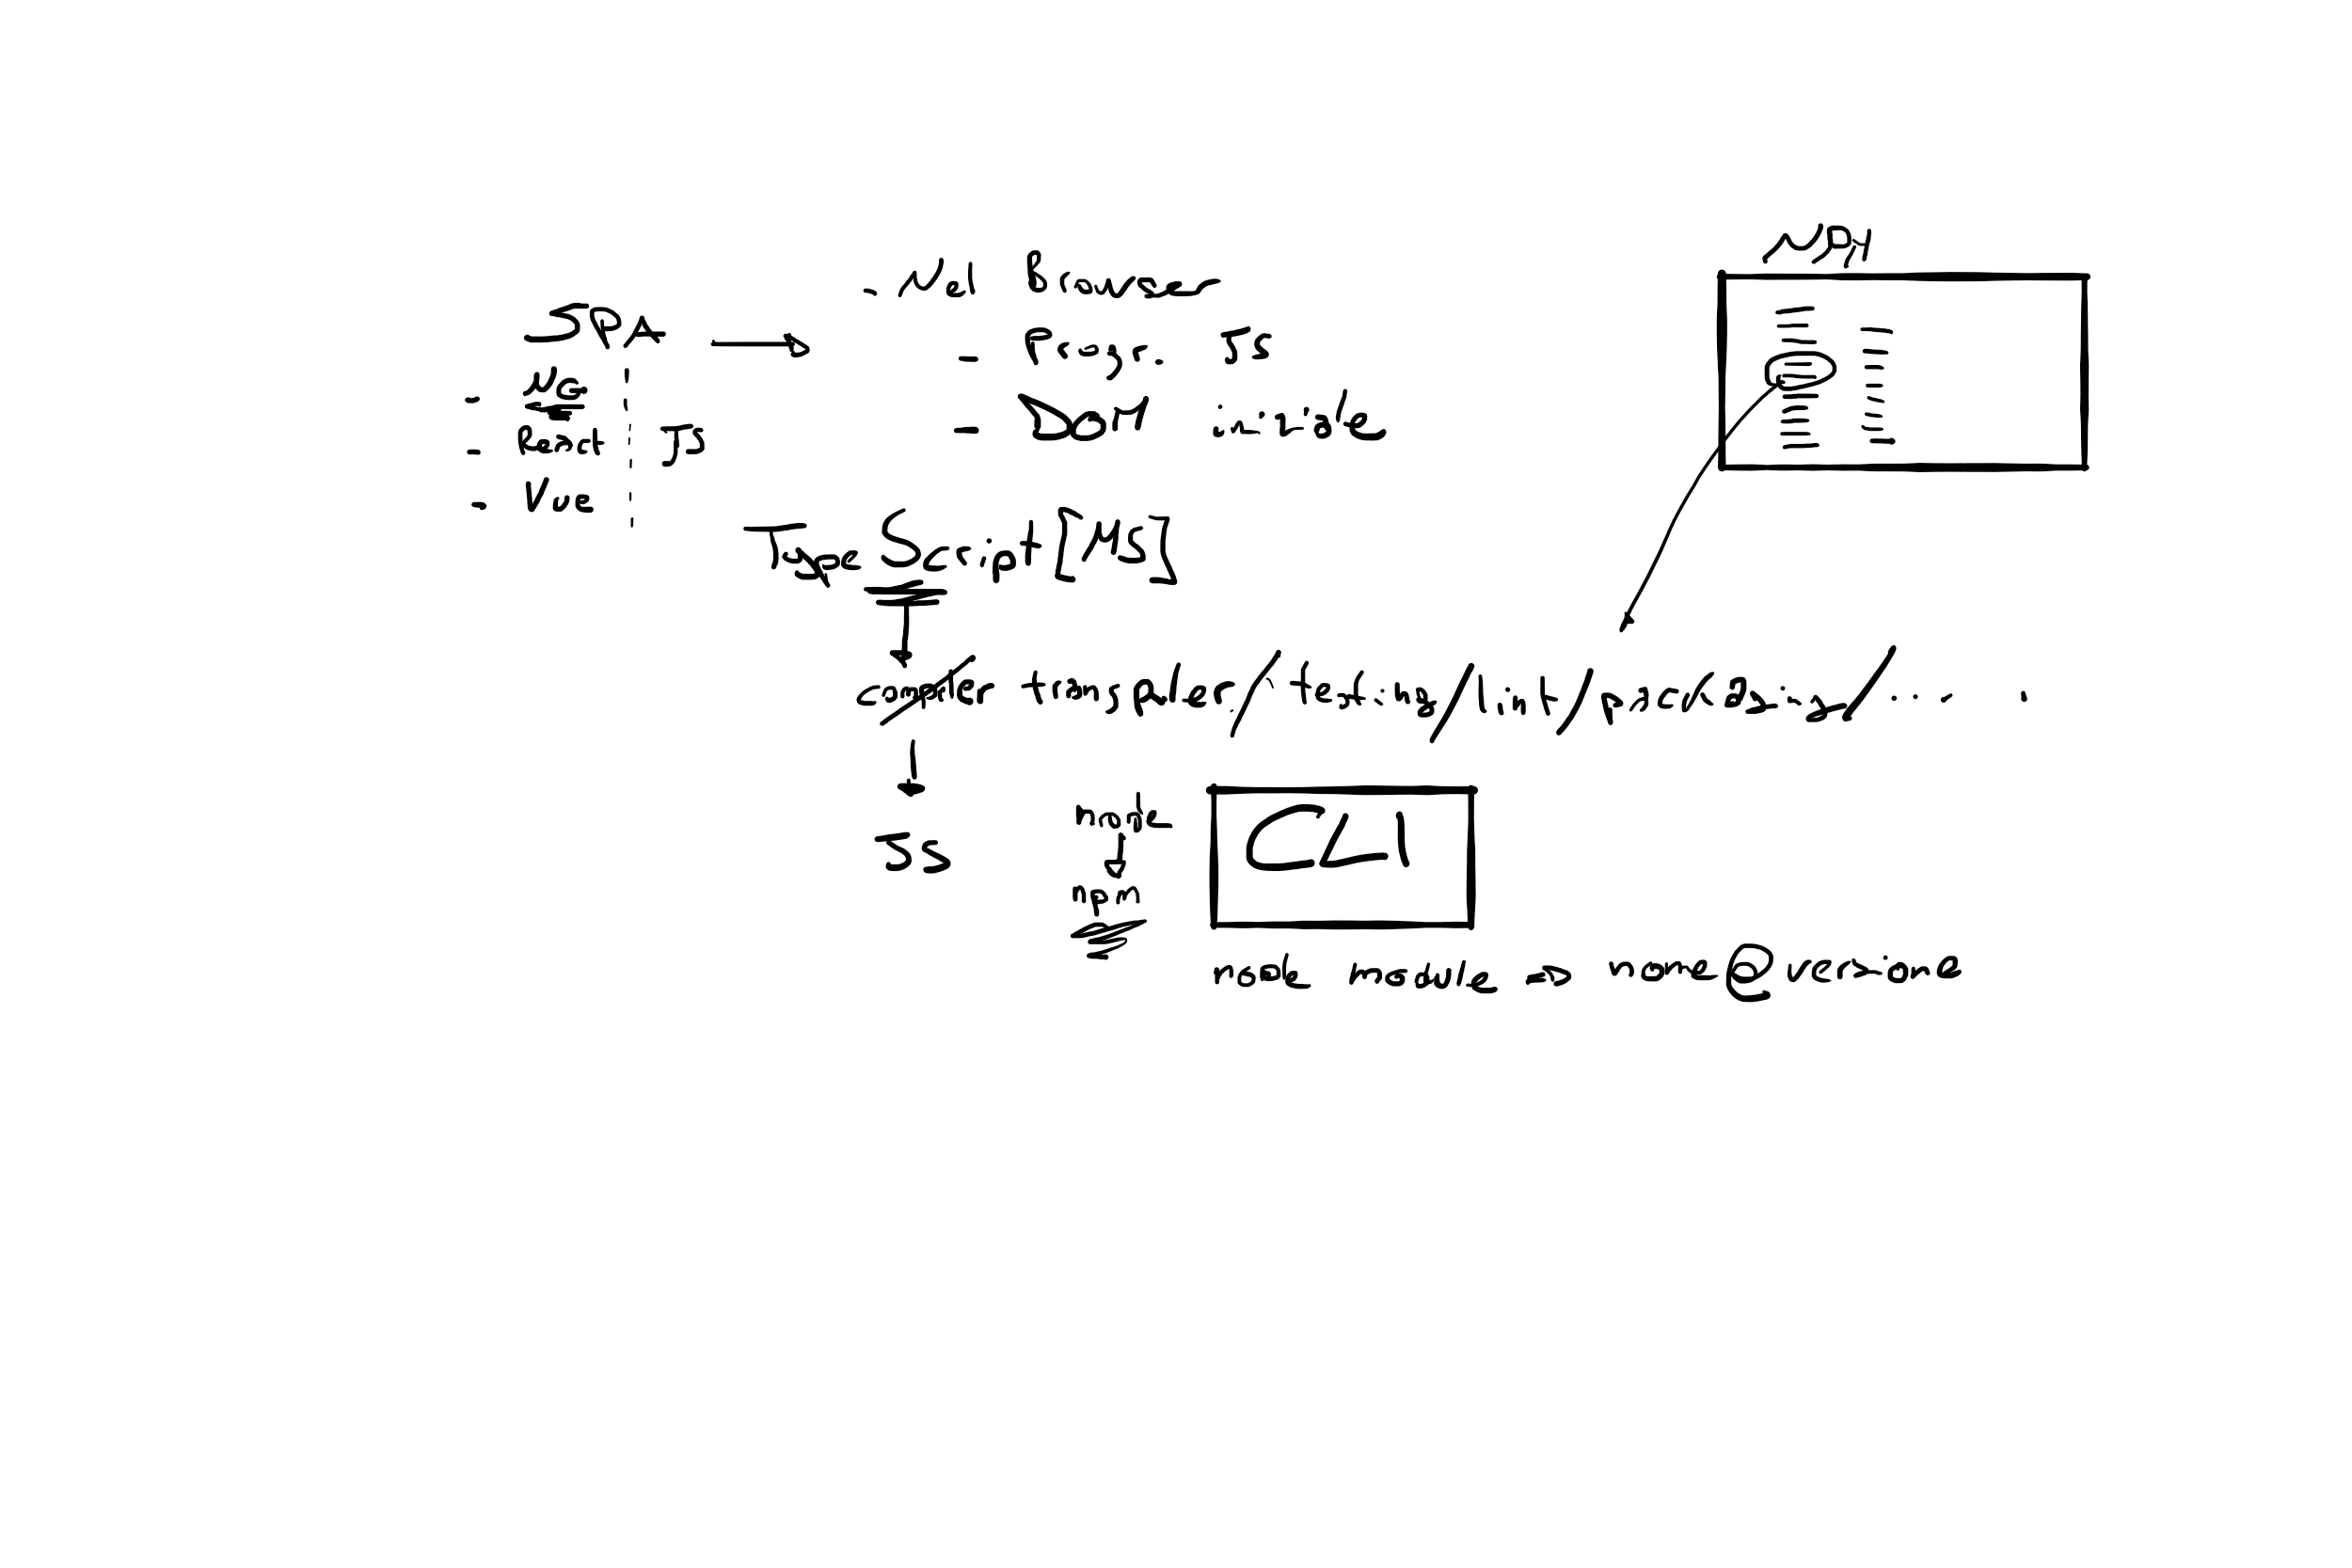 - Nel Browser
SPA
- Progr. JS
- NG
- DOM iniziale
- React
JS
- Vue
TypeScript [MS]
compiler transpiler / testing / lint / packaging / ... .
JS
node
npm
CLI
node module => nome@versione